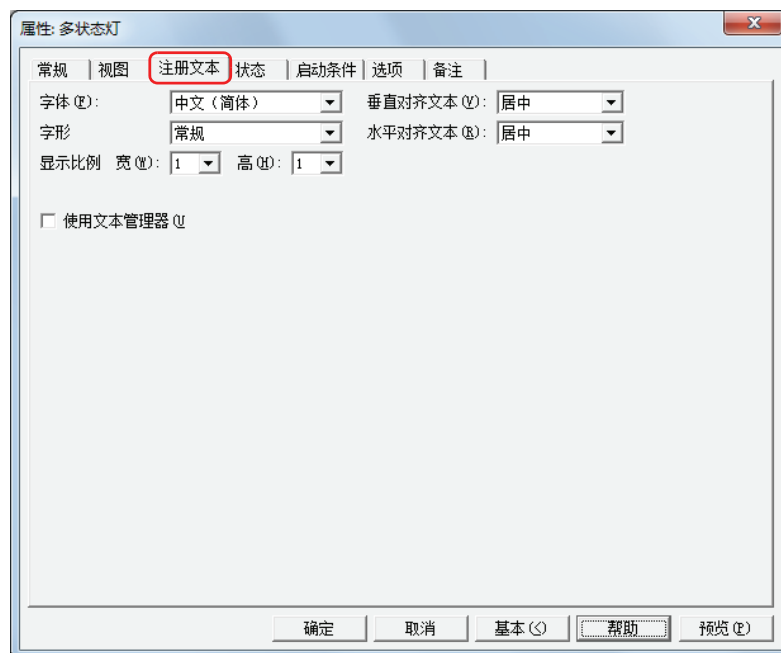 属性: 多状态灯
常规 视图 注册文本 状态 启动条件 选项 备注
字体(F): 中文（简体） 垂直对齐文本(V): 居中
字形 常规 水平对齐文本(R): 居中
显示比例 宽(W): 1 高(H): 1
使用文本管理器(U
确定 取消 基本(<) 帮助 预览(P)